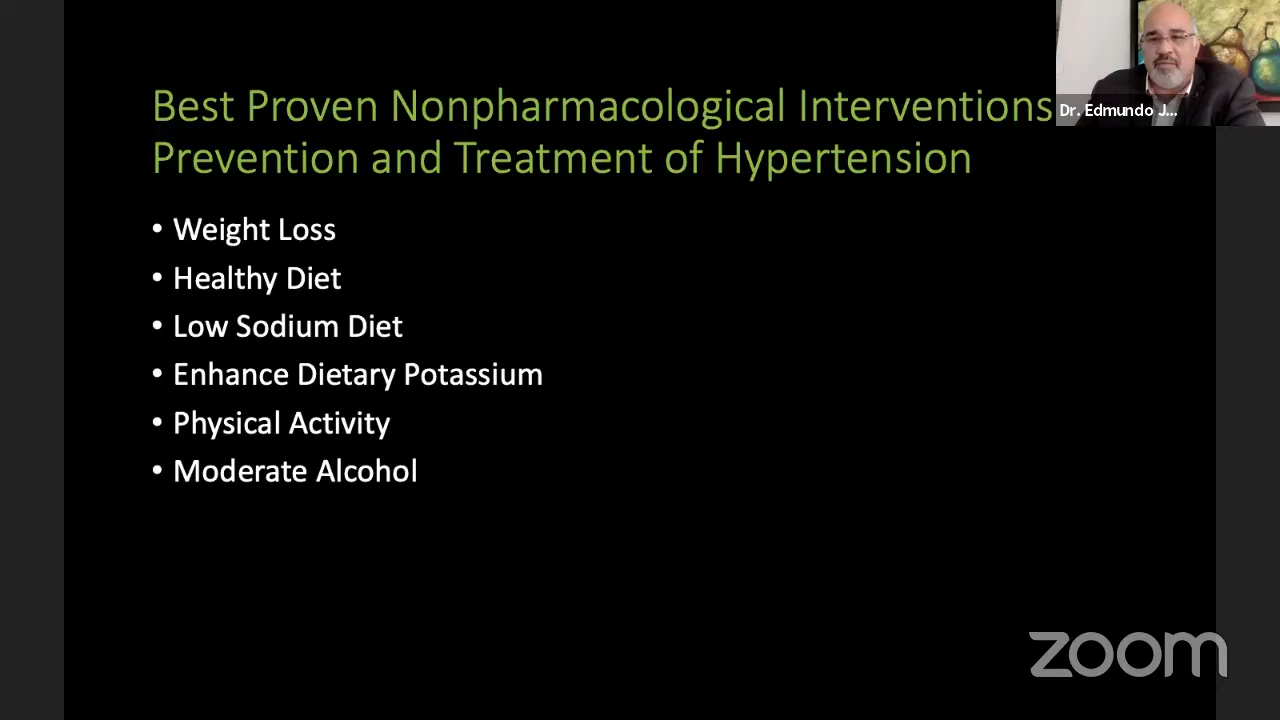 Best Proven Nonpharmacological Interventions
Prevention and Treatment of Hypertension
• Weight Loss
• Healthy Diet
• Low Sodium Diet
• Enhance Dietary Potassium
• Physical Activity
• Moderate Alcohol
Dr. Edmundo J...
zoom